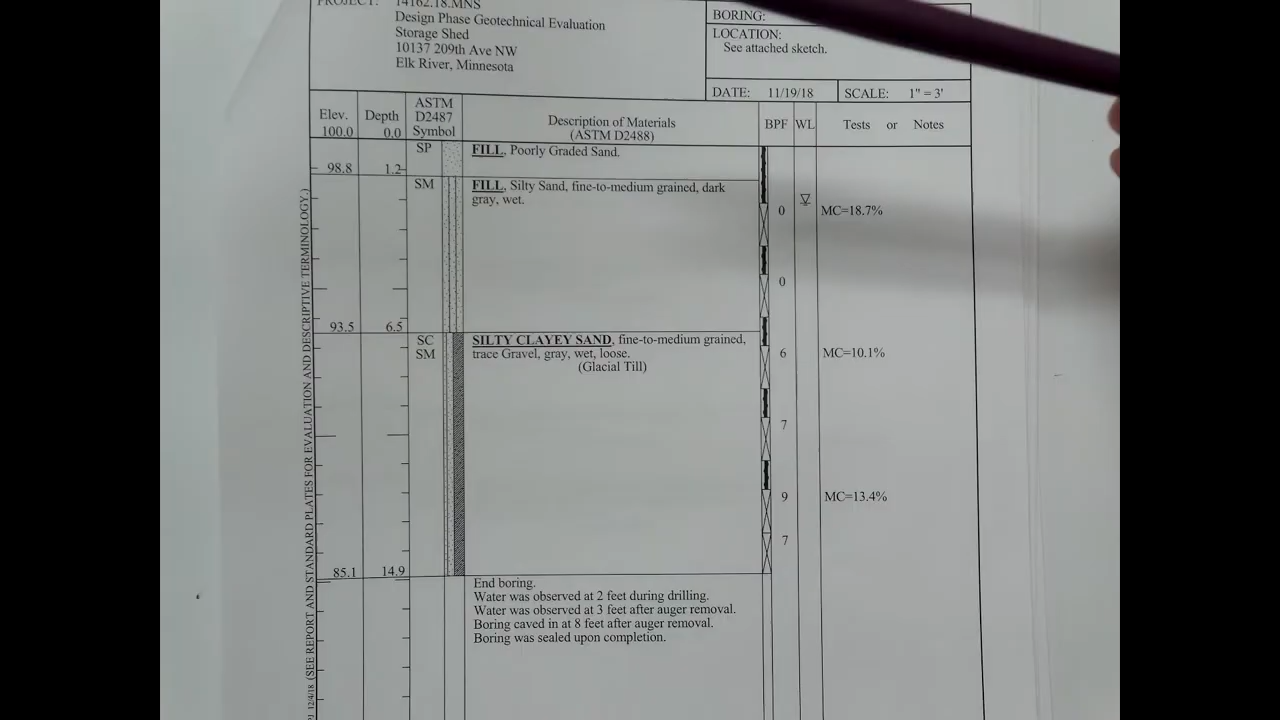 PROJECT: 14162.18.MNS
Design Phase Geotechnical Evaluation
Storage Shed
10137 209th Ave NW
Elk River, Minnesota
BORING:
LOCATION:
See attached sketch.
DATE: 11/19/18 SCALE: 1" = 3'
Elev. 100.0 Depth 0.0 ASTM D2487 Symbol Description of Materials (ASTM D2488) BPF WL Tests or Notes
SP FILL, Poorly Graded Sand.
98.8 1.2
SM FILL, Silty Sand, fine-to-medium grained, dark
gray, wet.
0 MC=18.7%
0
93.5 6.5
SC SILTY CLAYEY SAND, fine-to-medium grained,
SM trace Gravel, gray, wet, loose. 6 MC=10.1%
(Glacial Till)
7
9 MC=13.4%
7
85.1 14.9
End boring.
Water was observed at 2 feet during drilling.
Water was observed at 3 feet after auger removal.
Boring caved in at 8 feet after auger removal.
Boring was sealed upon completion.
12/4/18 (SEE REPORT AND STANDARD PLATES FOR EVALUATION AND DESCRIPTIVE TERMINOLOGY.)